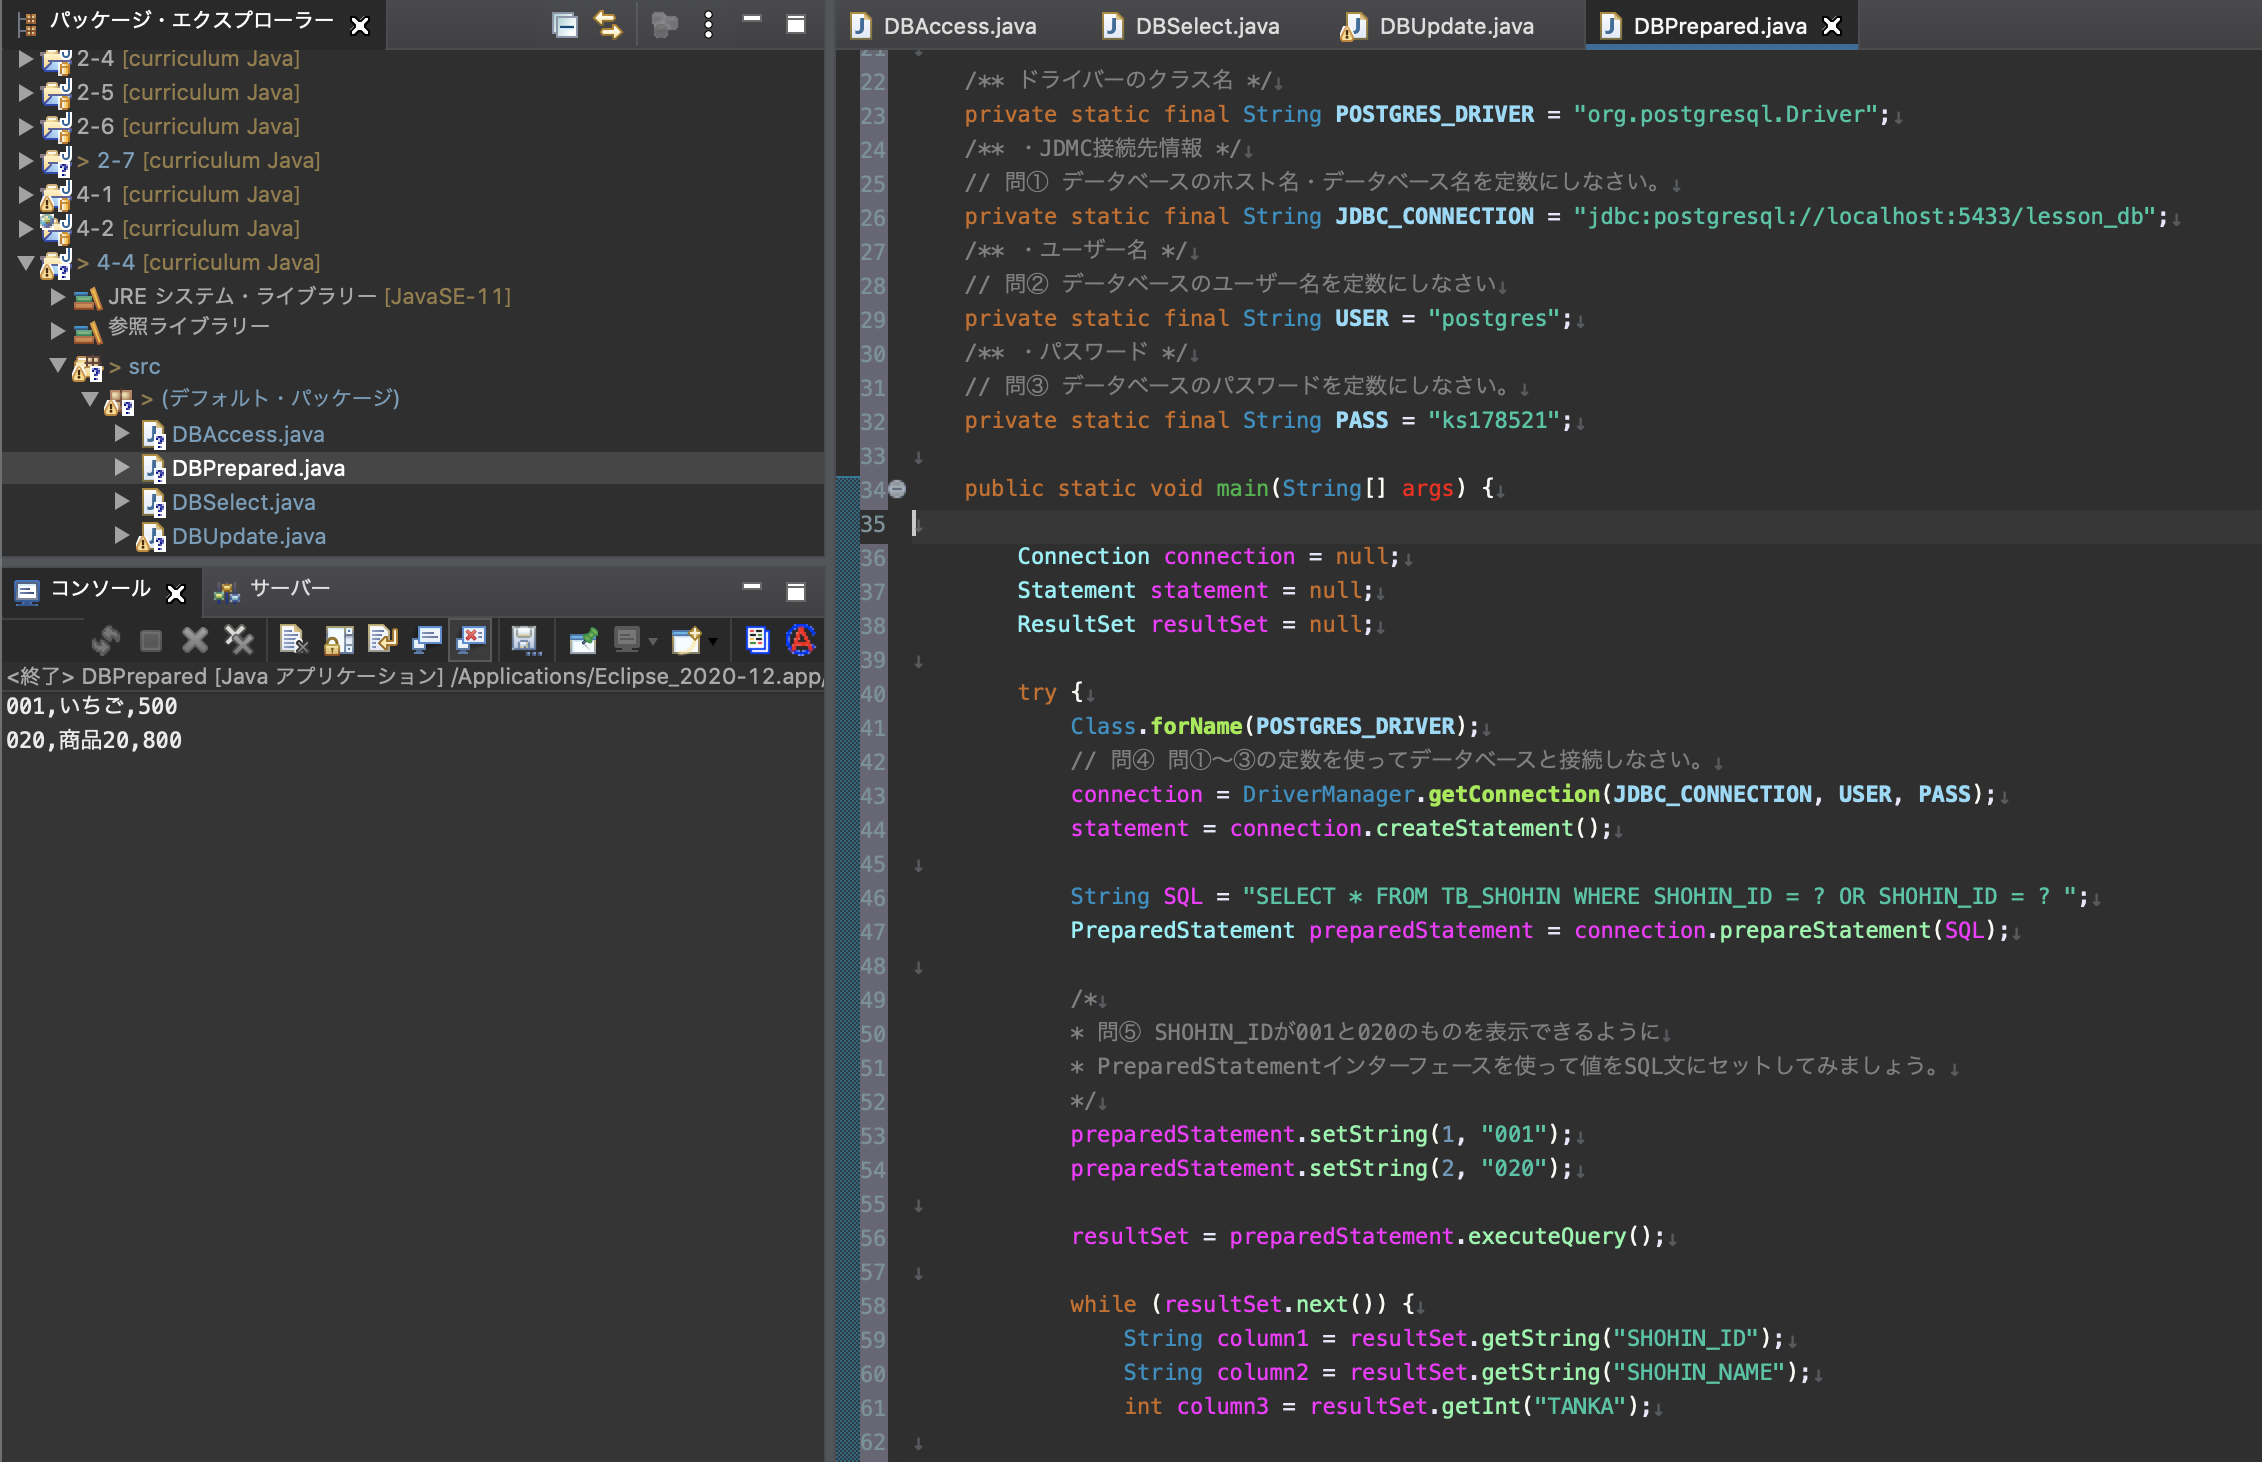 パッケージ・エクスプローラー
2-4 [curriculum Java]
2-5 [curriculum Java]
2-6 [curriculum Java]
> 2-7 [curriculum Java]
4-1 [curriculum Java]
4-2 [curriculum Java]
> 4-4 [curriculum Java]
JRE システム・ライブラリー [JavaSE-11]
参照ライブラリー
> src
> (デフォルト・パッケージ)
DBAccess.java
DBPrepared.java
DBSelect.java
DBUpdate.java
コンソール サーバー
<終了> DBPrepared [Java アプリケーション] /Applications/Eclipse_2020-12.app/
001,いちご,500
020,商品20,800
DBAccess.java DBSelect.java DBUpdate.java DBPrepared.java
21 ↓
22 /** ドライバーのクラス名 */↓
23 private static final String POSTGRES_DRIVER = "org.postgresql.Driver";↓
24 /** ・JDMC接続先情報 */↓
25 // 問① データベースのホスト名・データベース名を定数にしなさい。↓
26 private static final String JDBC_CONNECTION = "jdbc:postgresql://localhost:5433/lesson_db";↓
27 /** ・ユーザー名 */↓
28 // 問② データベースのユーザー名を定数にしなさい↓
29 private static final String USER = "postgres";↓
30 /** ・パスワード */↓
31 // 問③ データベースのパスワードを定数にしなさい。↓
32 private static final String PASS = "ks178521";↓
33 ↓
34 public static void main(String[] args) {↓
35 ↓
36 Connection connection = null;↓
37 Statement statement = null;↓
38 ResultSet resultSet = null;↓
39 ↓
40 try {↓
41 Class.forName(POSTGRES_DRIVER);↓
42 // 問④ 問①〜③の定数を使ってデータベースと接続しなさい。↓
43 connection = DriverManager.getConnection(JDBC_CONNECTION, USER, PASS);↓
44 statement = connection.createStatement();↓
45 ↓
46 String SQL = "SELECT * FROM TB_SHOHIN WHERE SHOHIN_ID = ? OR SHOHIN_ID = ? ";↓
47 PreparedStatement preparedStatement = connection.prepareStatement(SQL);↓
48 ↓
49 /*↓
50 * 問⑤ SHOHIN_IDが001と020のものを表示できるように↓
51 * PreparedStatementインターフェースを使って値をSQL文にセットしてみましょう。↓
52 */↓
53 preparedStatement.setString(1, "001");↓
54 preparedStatement.setString(2, "020");↓
55 ↓
56 resultSet = preparedStatement.executeQuery();↓
57 ↓
58 while (resultSet.next()) {↓
59 String column1 = resultSet.getString("SHOHIN_ID");↓
60 String column2 = resultSet.getString("SHOHIN_NAME");↓
61 int column3 = resultSet.getInt("TANKA");↓
62 ↓